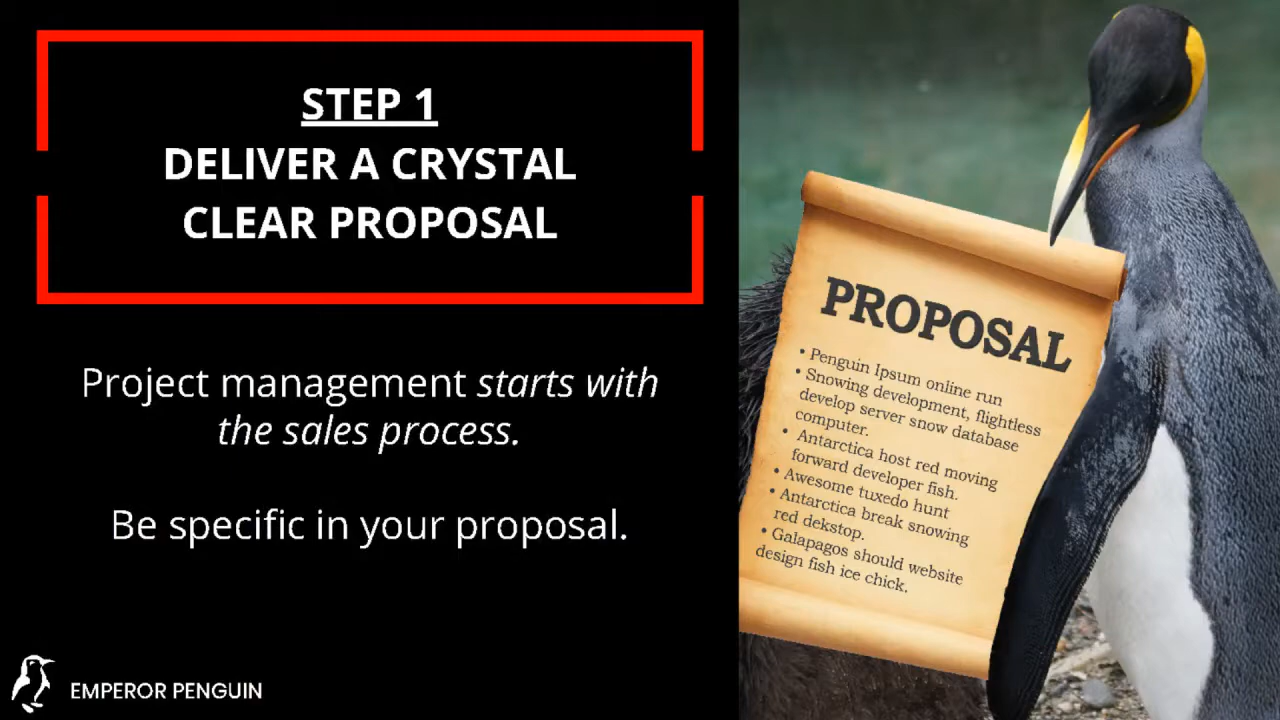 STEP 1
DELIVER A CRYSTAL
CLEAR PROPOSAL
Project management starts with
the sales process.
Be specific in your proposal.
EMPEROR PENGUIN
PROPOSAL
• Penguin Ipsum online run
• Snowing development, flightless
develop server snow database
computer.
• Antarctica host red moving
forward developer fish.
• Awesome tuxedo hunt
• Antarctica break snowing
red dekstop.
• Galapagos should website
design fish ice chick.